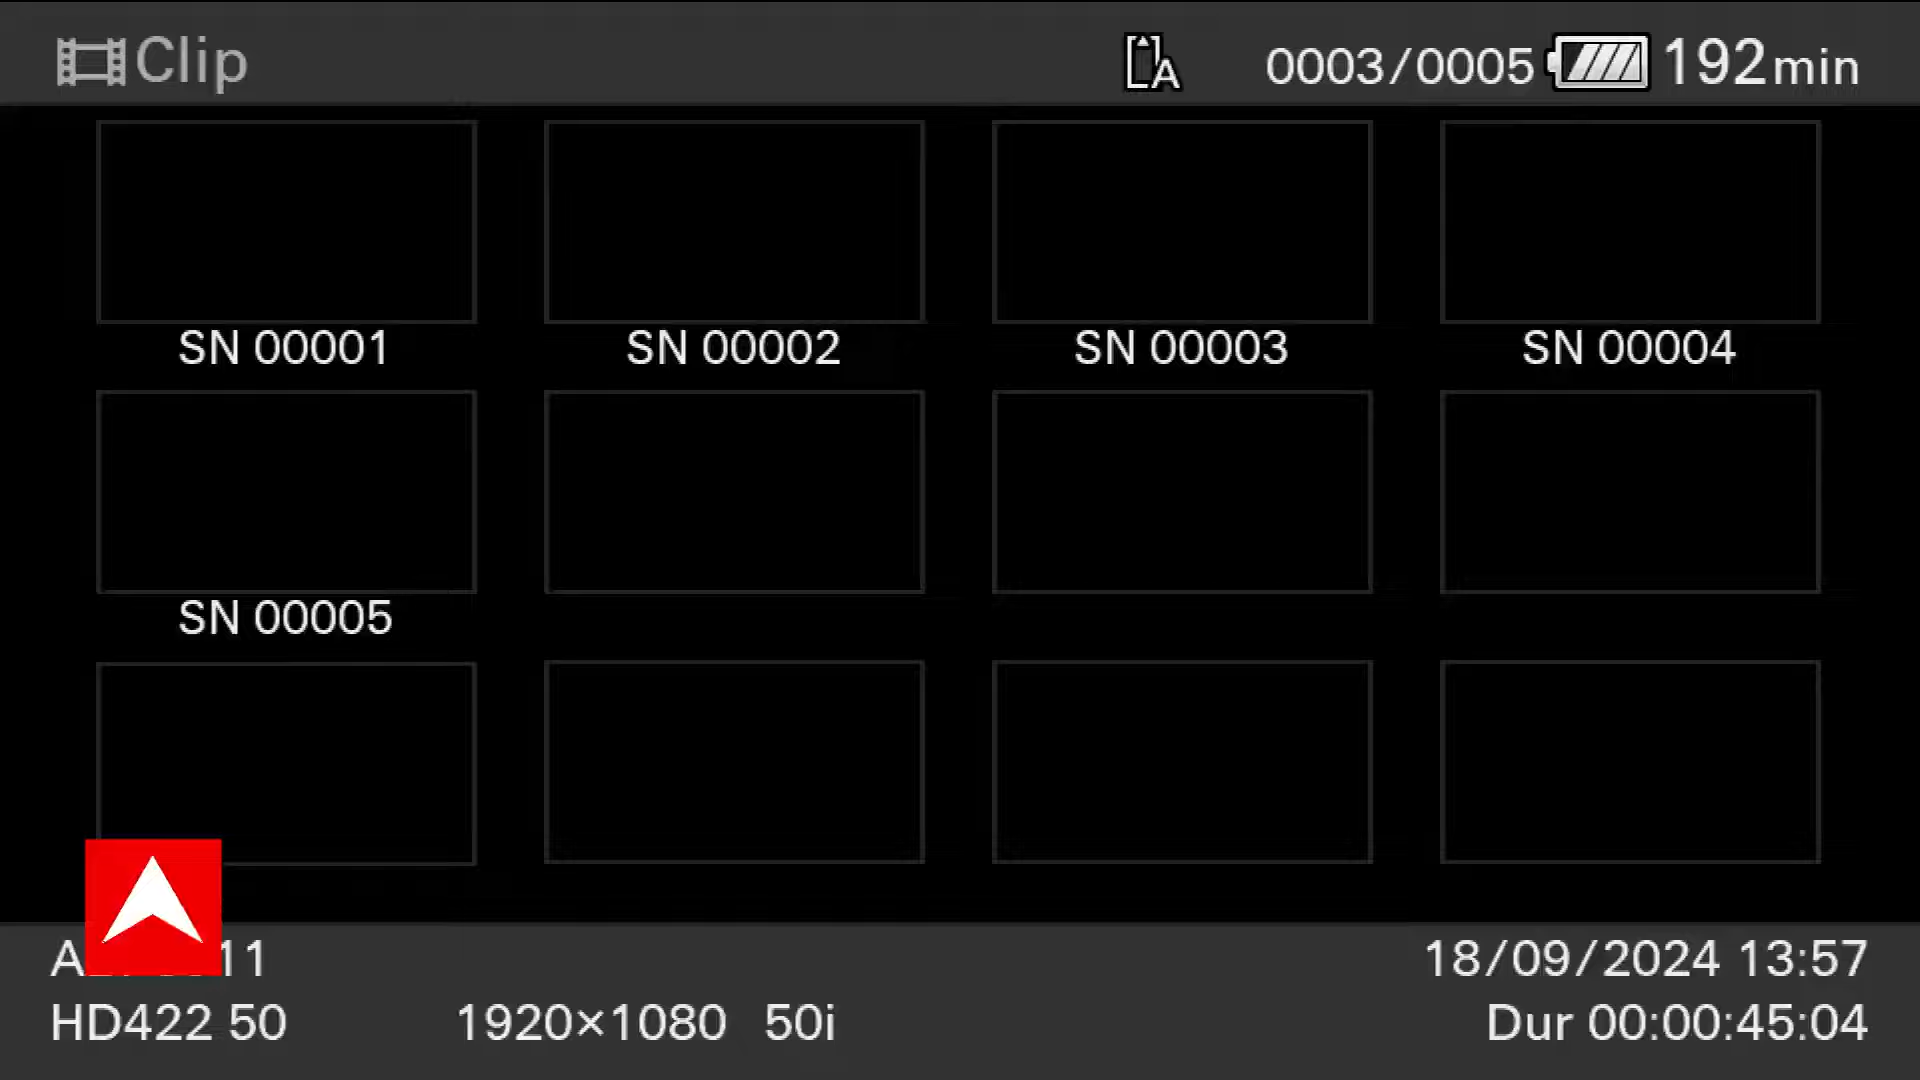 Clip
A
0003/0005
192min
SN 00001
SN 00002
SN 00003
SN 00004
SN 00005
18/09/2024 13:57
HD422 50
1920×1080 50i
Dur 00:00:45:04